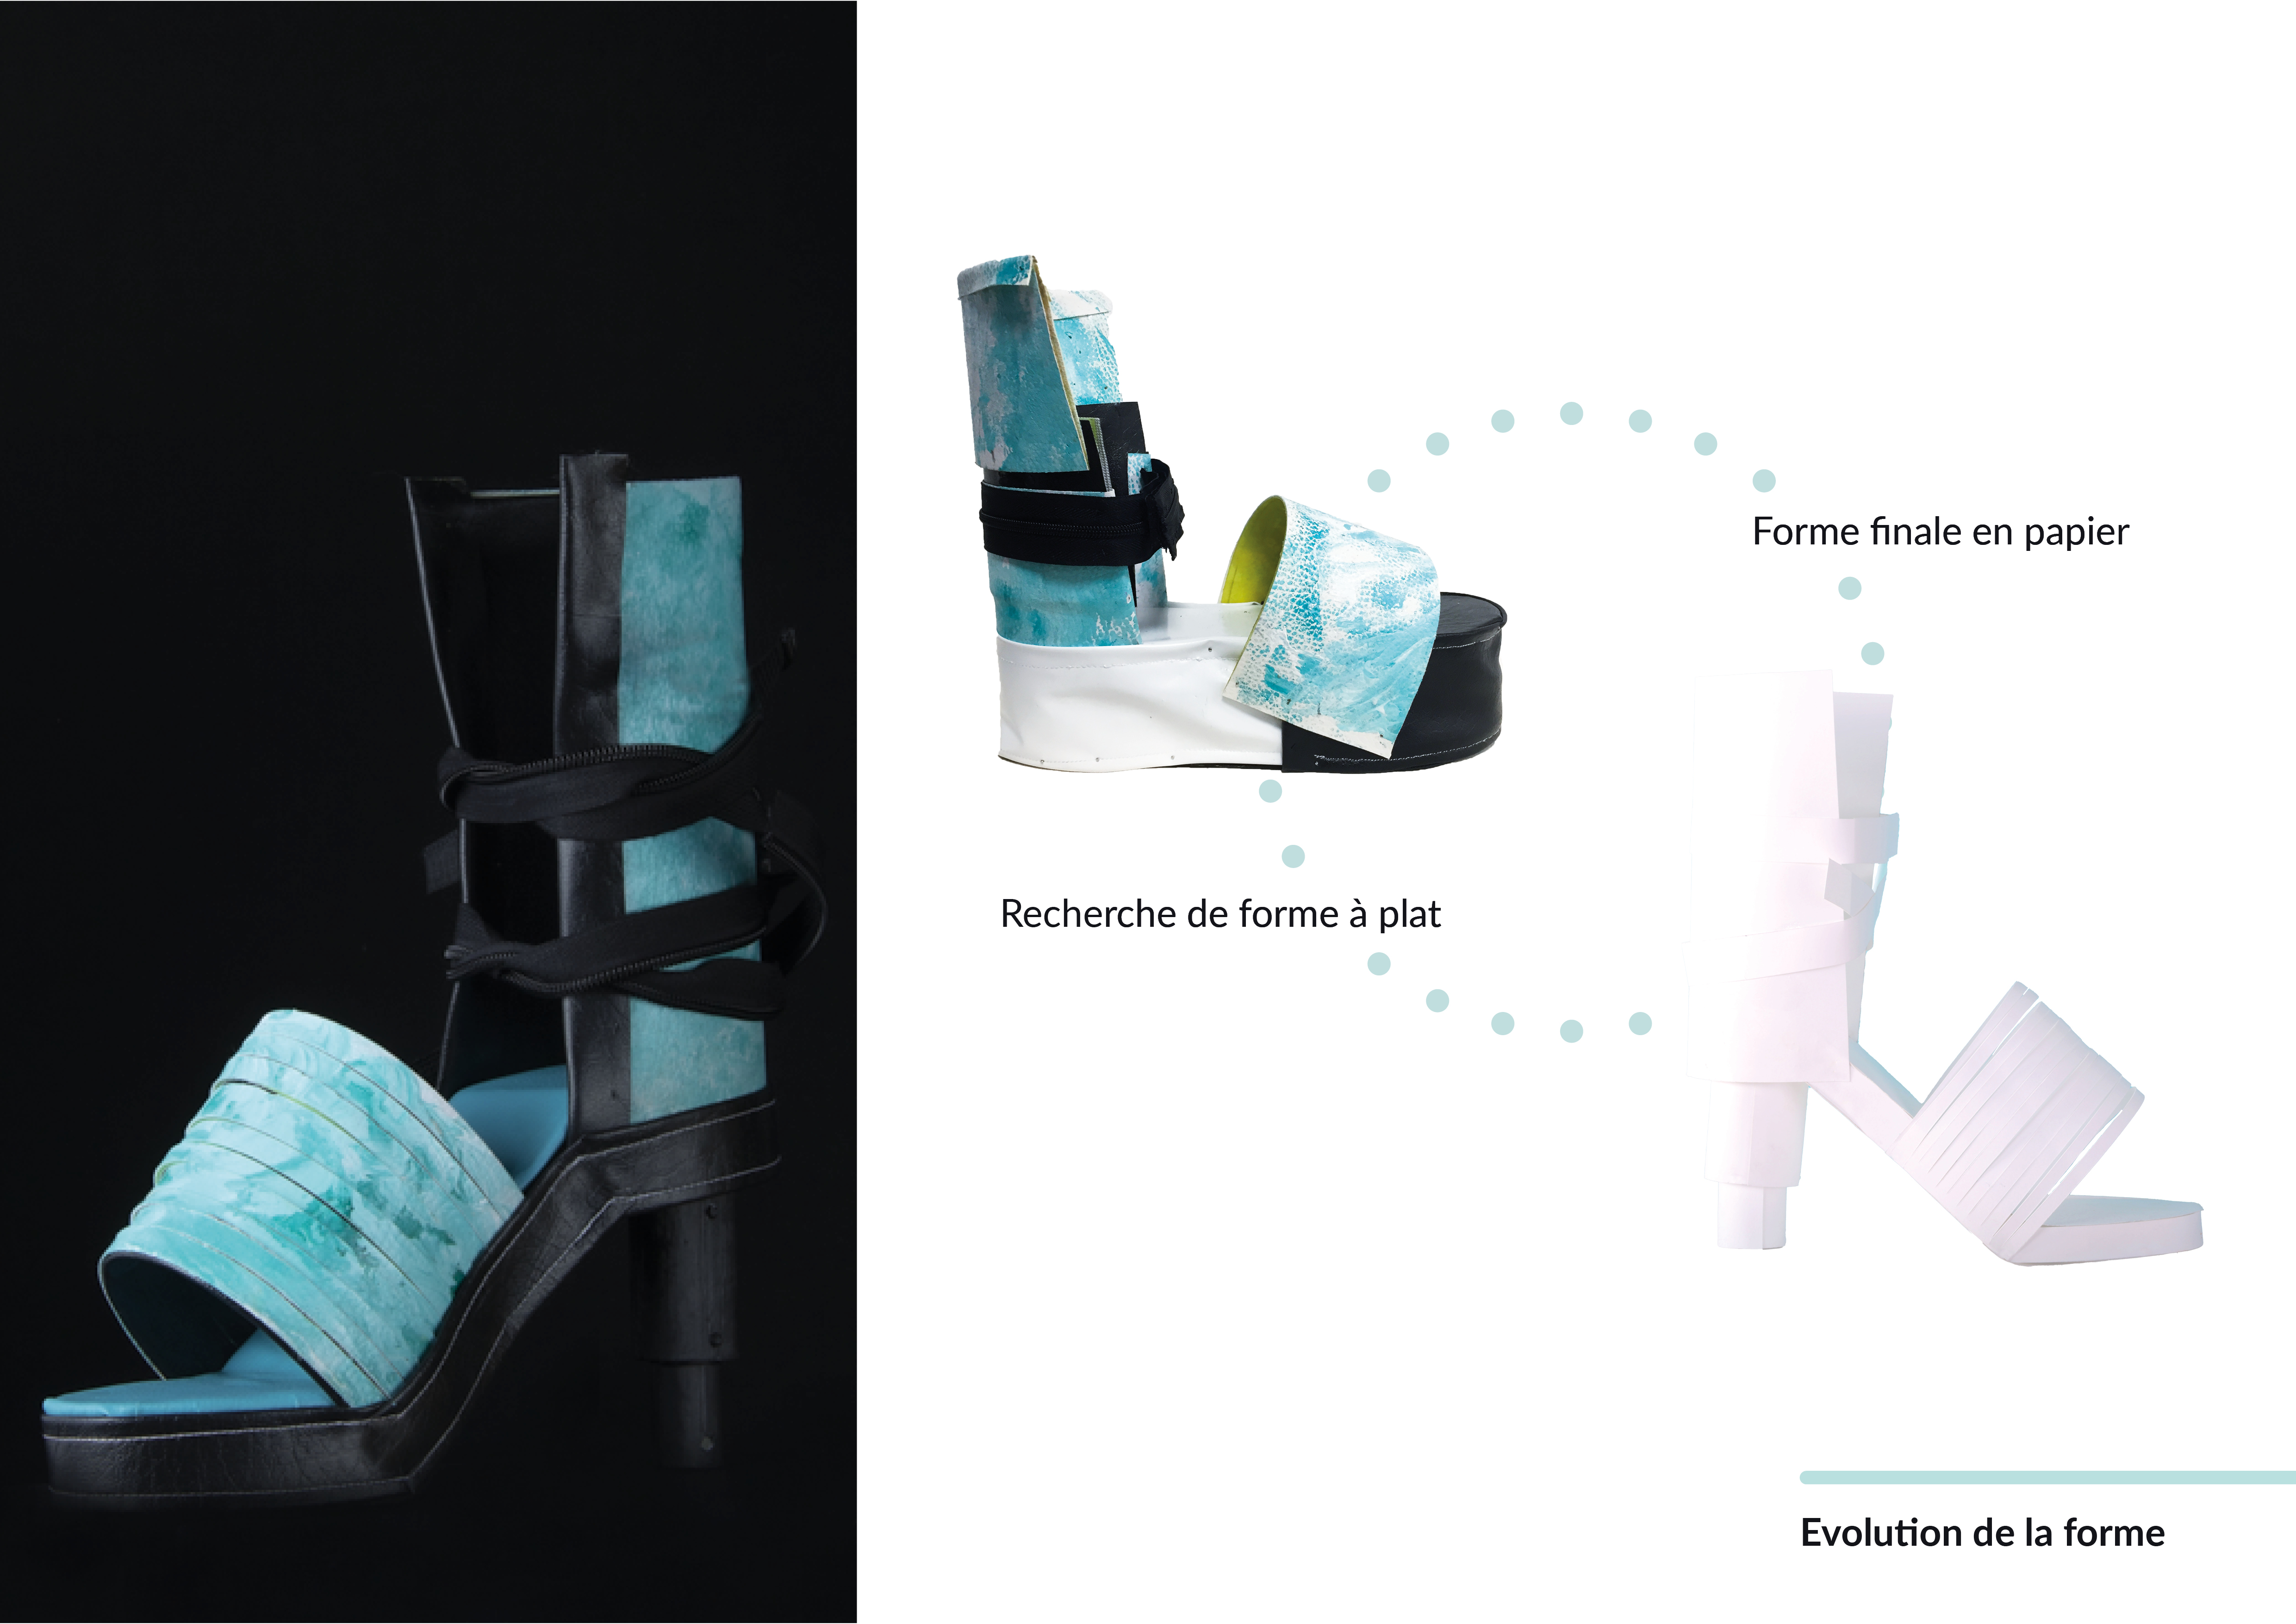 Forme finale en papier
Recherche de forme à plat
Evolution de la forme